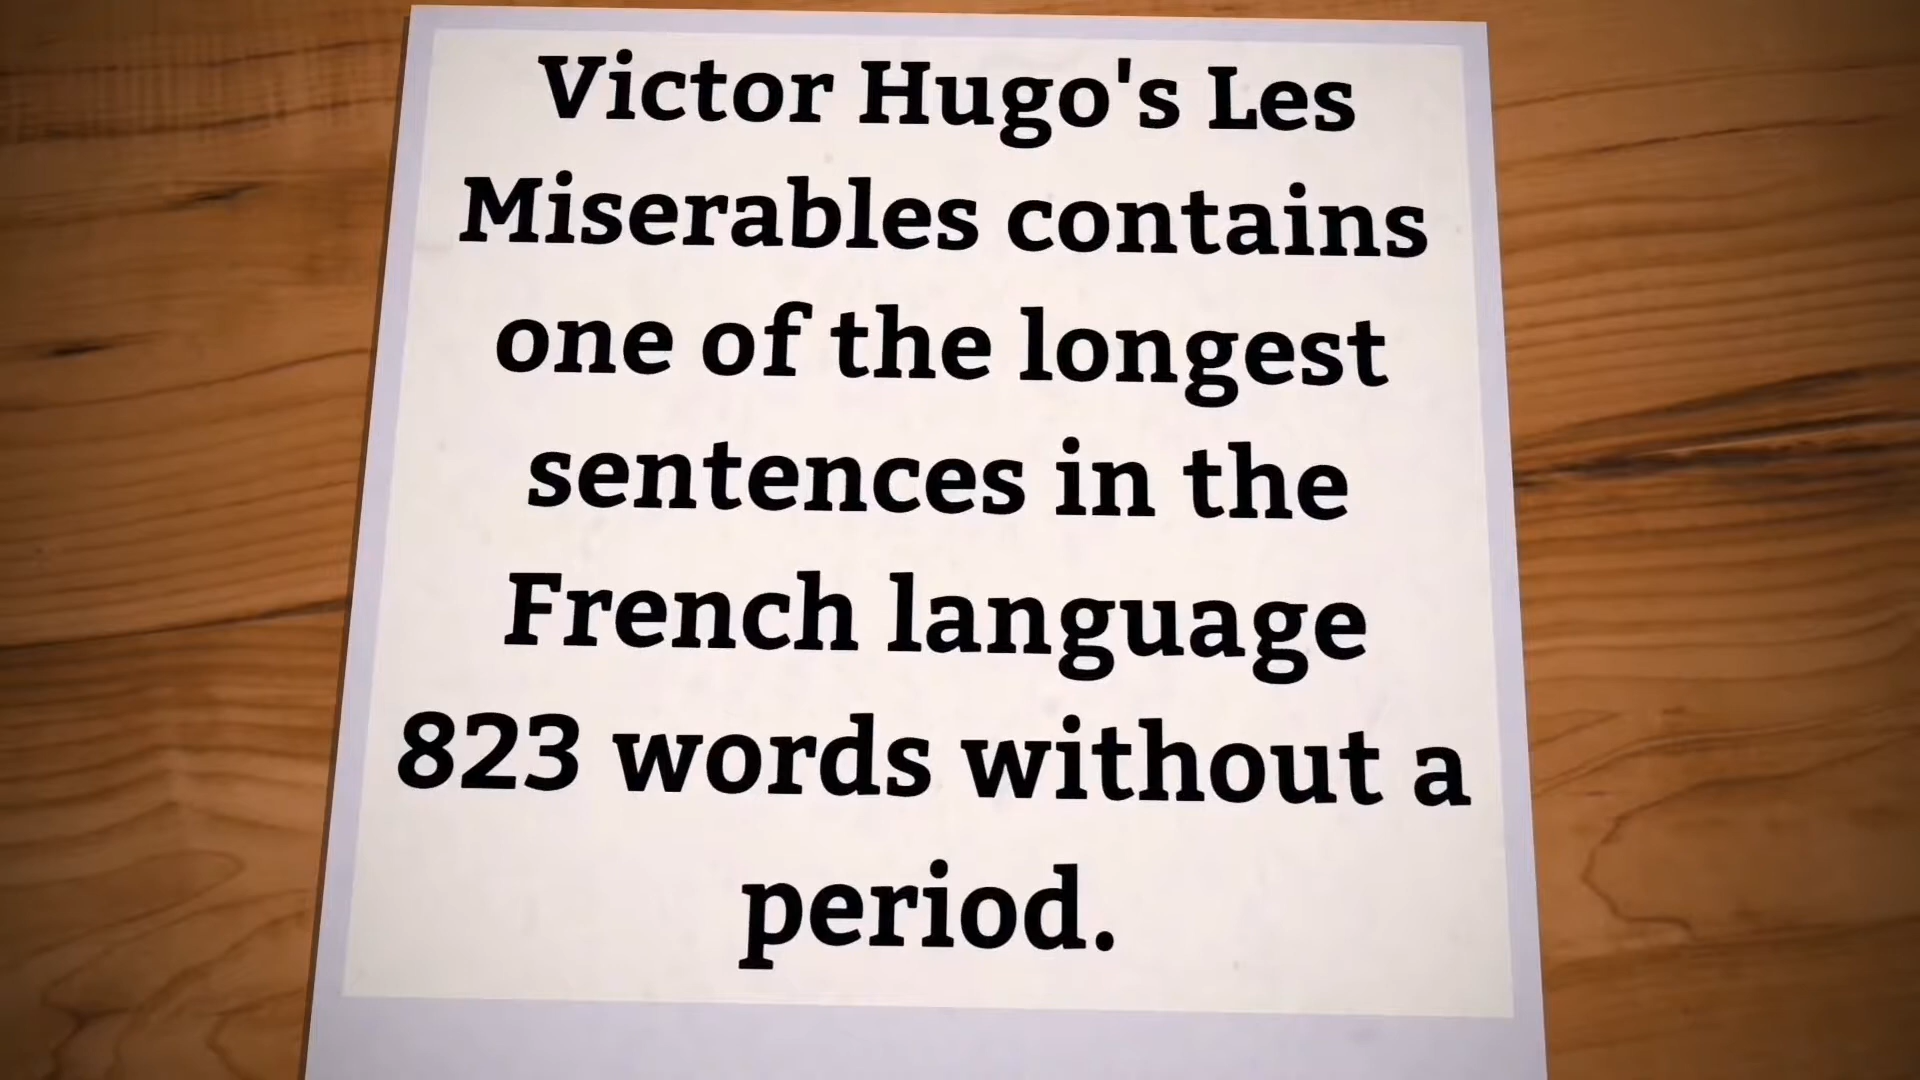 Victor Hugo's Les
Miserables contains
one of the longest
sentences in the
French language
823 words without a
period.